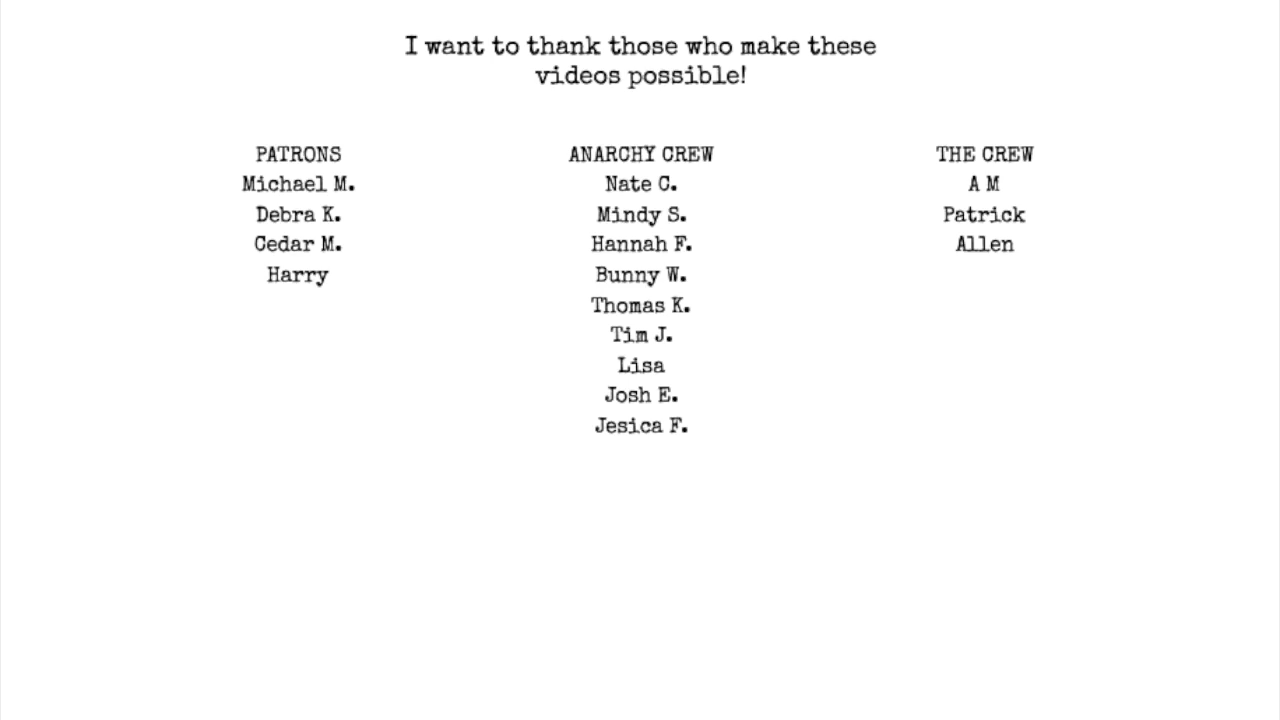 I want to thank those who make these
videos possible!
PATRONS
Michael M.
Debra K.
Cedar M.
Harry
ANARCHY CREW
Nate C.
Mindy S.
Hannah F.
Bunny W.
Thomas K.
Tim J.
Lisa
Josh E.
Jesica F.
THE CREW
A M
Patrick
Allen